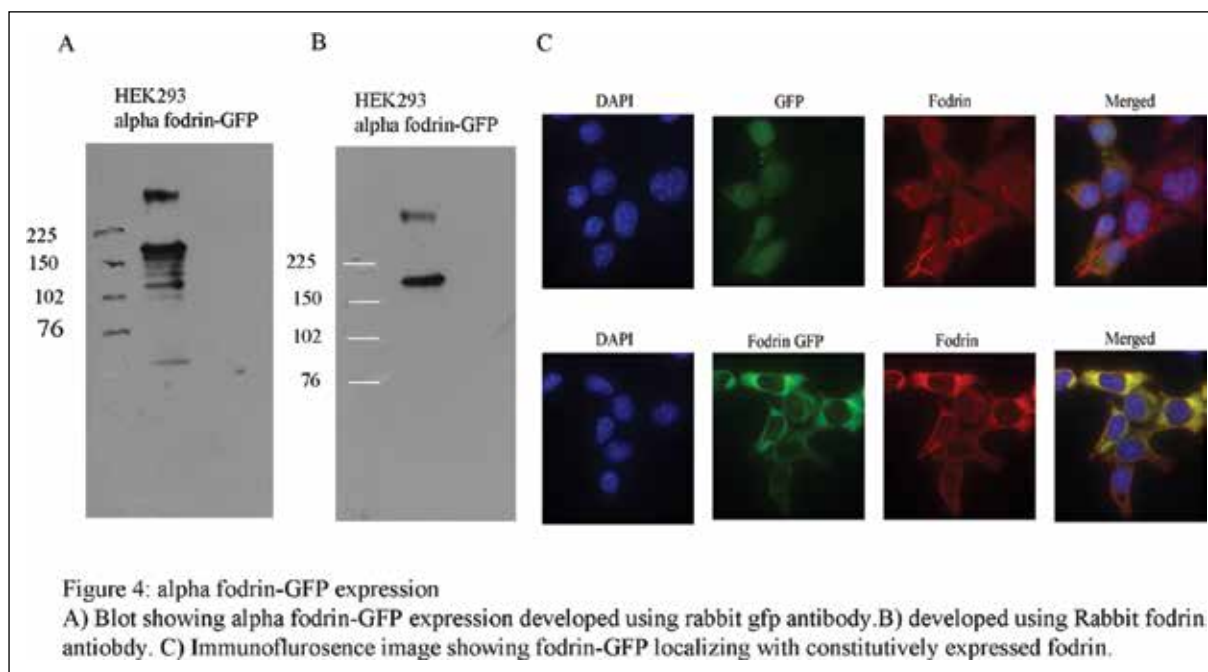 A
B
C
HEK293
alpha fodrin-GFP
HEK293
alpha fodrin-GFP
DAPI
GFP
Fodrin
Merged
225
150
102
76
225
150
102
76
DAPI
Fodrin GFP
Fodrin
Merged
Figure 4: alpha fodrin-GFP expression
A) Blot showing alpha fodrin-GFP expression developed using rabbit gfp antibody.B) developed using Rabbit fodrin
antiobdy. C) Immunoflurosence image showing fodrin-GFP localizing with constitutively expressed fodrin.